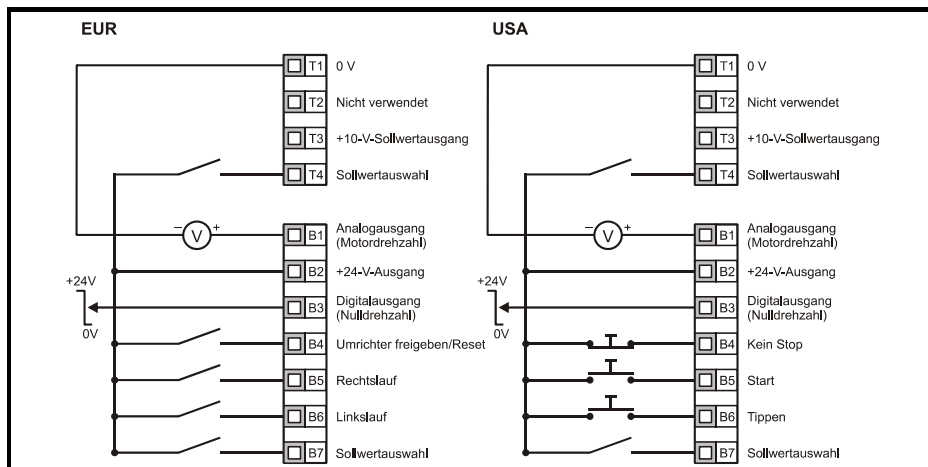 EUR
T1 0 V
T2 Nicht verwendet
T3 +10-V-Sollwertausgang
T4 Sollwertauswahl
– V +
B1 Analogausgang
(Motordrehzahl)
B2 +24-V-Ausgang
+24V
0V
B3 Digitalausgang
(Nulldrehzahl)
B4 Umrichter freigeben/Reset
B5 Rechtslauf
B6 Linkslauf
B7 Sollwertauswahl
USA
T1 0 V
T2 Nicht verwendet
T3 +10-V-Sollwertausgang
T4 Sollwertauswahl
– V +
B1 Analogausgang
(Motordrehzahl)
B2 +24-V-Ausgang
+24V
0V
B3 Digitalausgang
(Nulldrehzahl)
B4 Kein Stop
B5 Start
B6 Tippen
B7 Sollwertauswahl